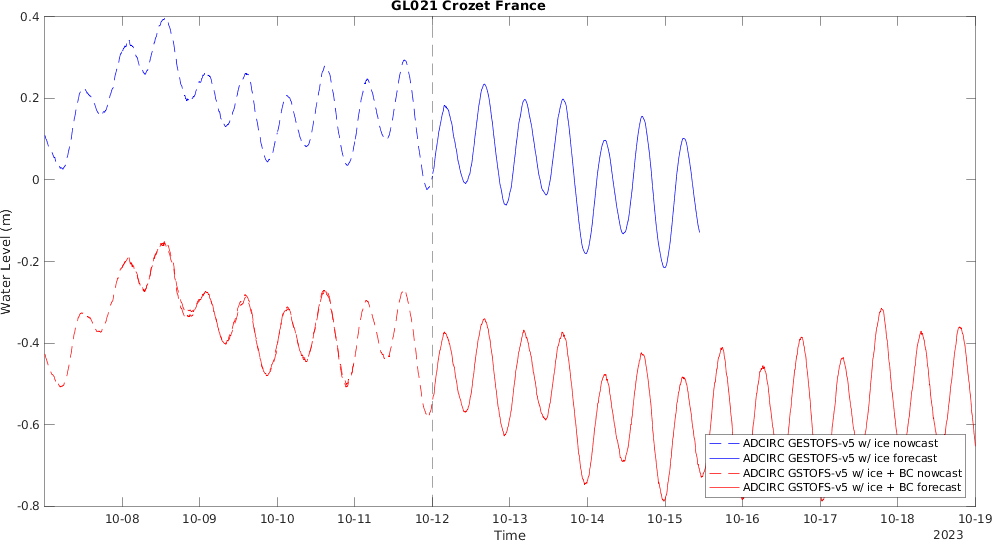 GL021 Crozet France
Water Level (m)
0.4
0.2
0
-0.2
-0.4
-0.6
-0.8
ADCIRC GESTOFS-v5 w/ ice nowcast
ADCIRC GESTOFS-v5 w/ ice forecast
ADCIRC GSTOFS-v5 w/ ice + BC nowcast
ADCIRC GSTOFS-v5 w/ ice + BC forecast
10-08 10-09 10-10 10-11 10-12 10-13 10-14 10-15 10-16 10-17 10-18 10-19
Time
2023